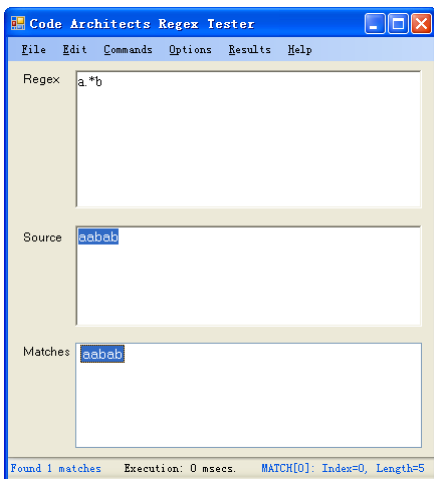 Code Architects Regex Tester
File Edit Commands Options Results Help
Regex a.*b
Source aabab
Matches aabab
Found 1 matches Execution: 0 msecs. MATCH[0]: Index=0, Length=5